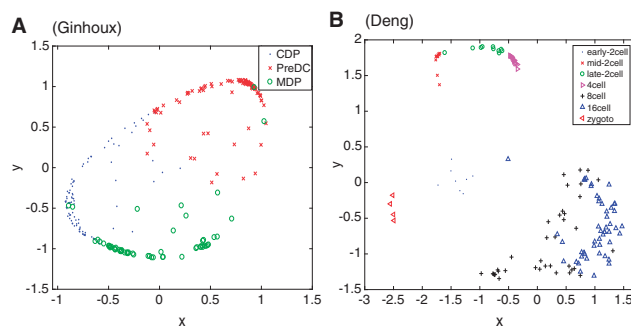 A
(Ginhoux)
1.5
1
0.5
0
-0.5
-1
-1.5
y
-1
-0.5
0
0.5
1
1.5
x
CDP
PreDC
MDP
B
(Deng)
2
1.5
1
0.5
0
-0.5
-1
-1.5
y
-3
-2.5
-2
-1.5
-1
-0.5
0
0.5
1
1.5
x
early-2cell
mid-2cell
late-2cell
4cell
8cell
16cell
zygoto